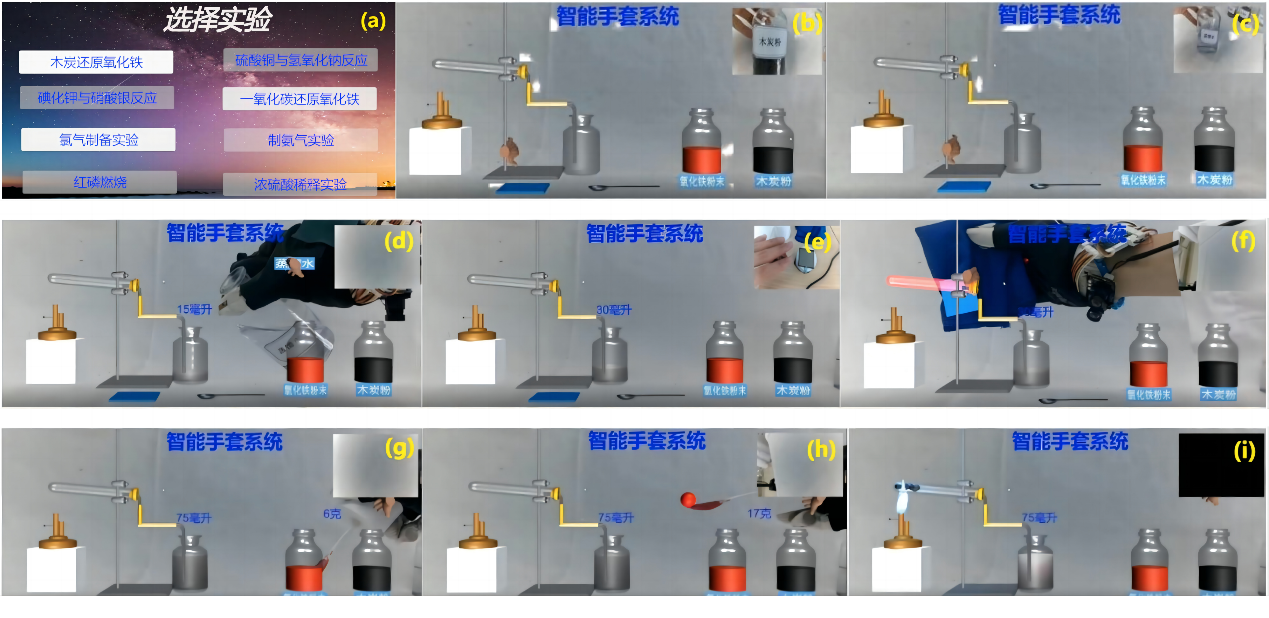 选择实验
(a)
木炭还原氧化铁
硫酸铜与氢氧化钠反应
碘化钾与硝酸银反应
一氧化碳还原氧化铁
氯气制备实验
制氨气实验
红磷燃烧
浓硫酸稀释实验
智能手套系统
(b)
木炭粉
氧化铁粉末
木炭粉
智能手套系统
(c)
氧化铁粉末
木炭粉
智能手套系统
(d)
15毫升
氧化铁粉末
木炭粉
智能手套系统
(e)
30毫升
氧化铁粉末
木炭粉
智能手套系统
(f)
毫升
氧化铁粉末
木炭粉
智能手套系统
(g)
75毫升
6克
智能手套系统
(h)
75毫升
17克
智能手套系统
(i)
75毫升